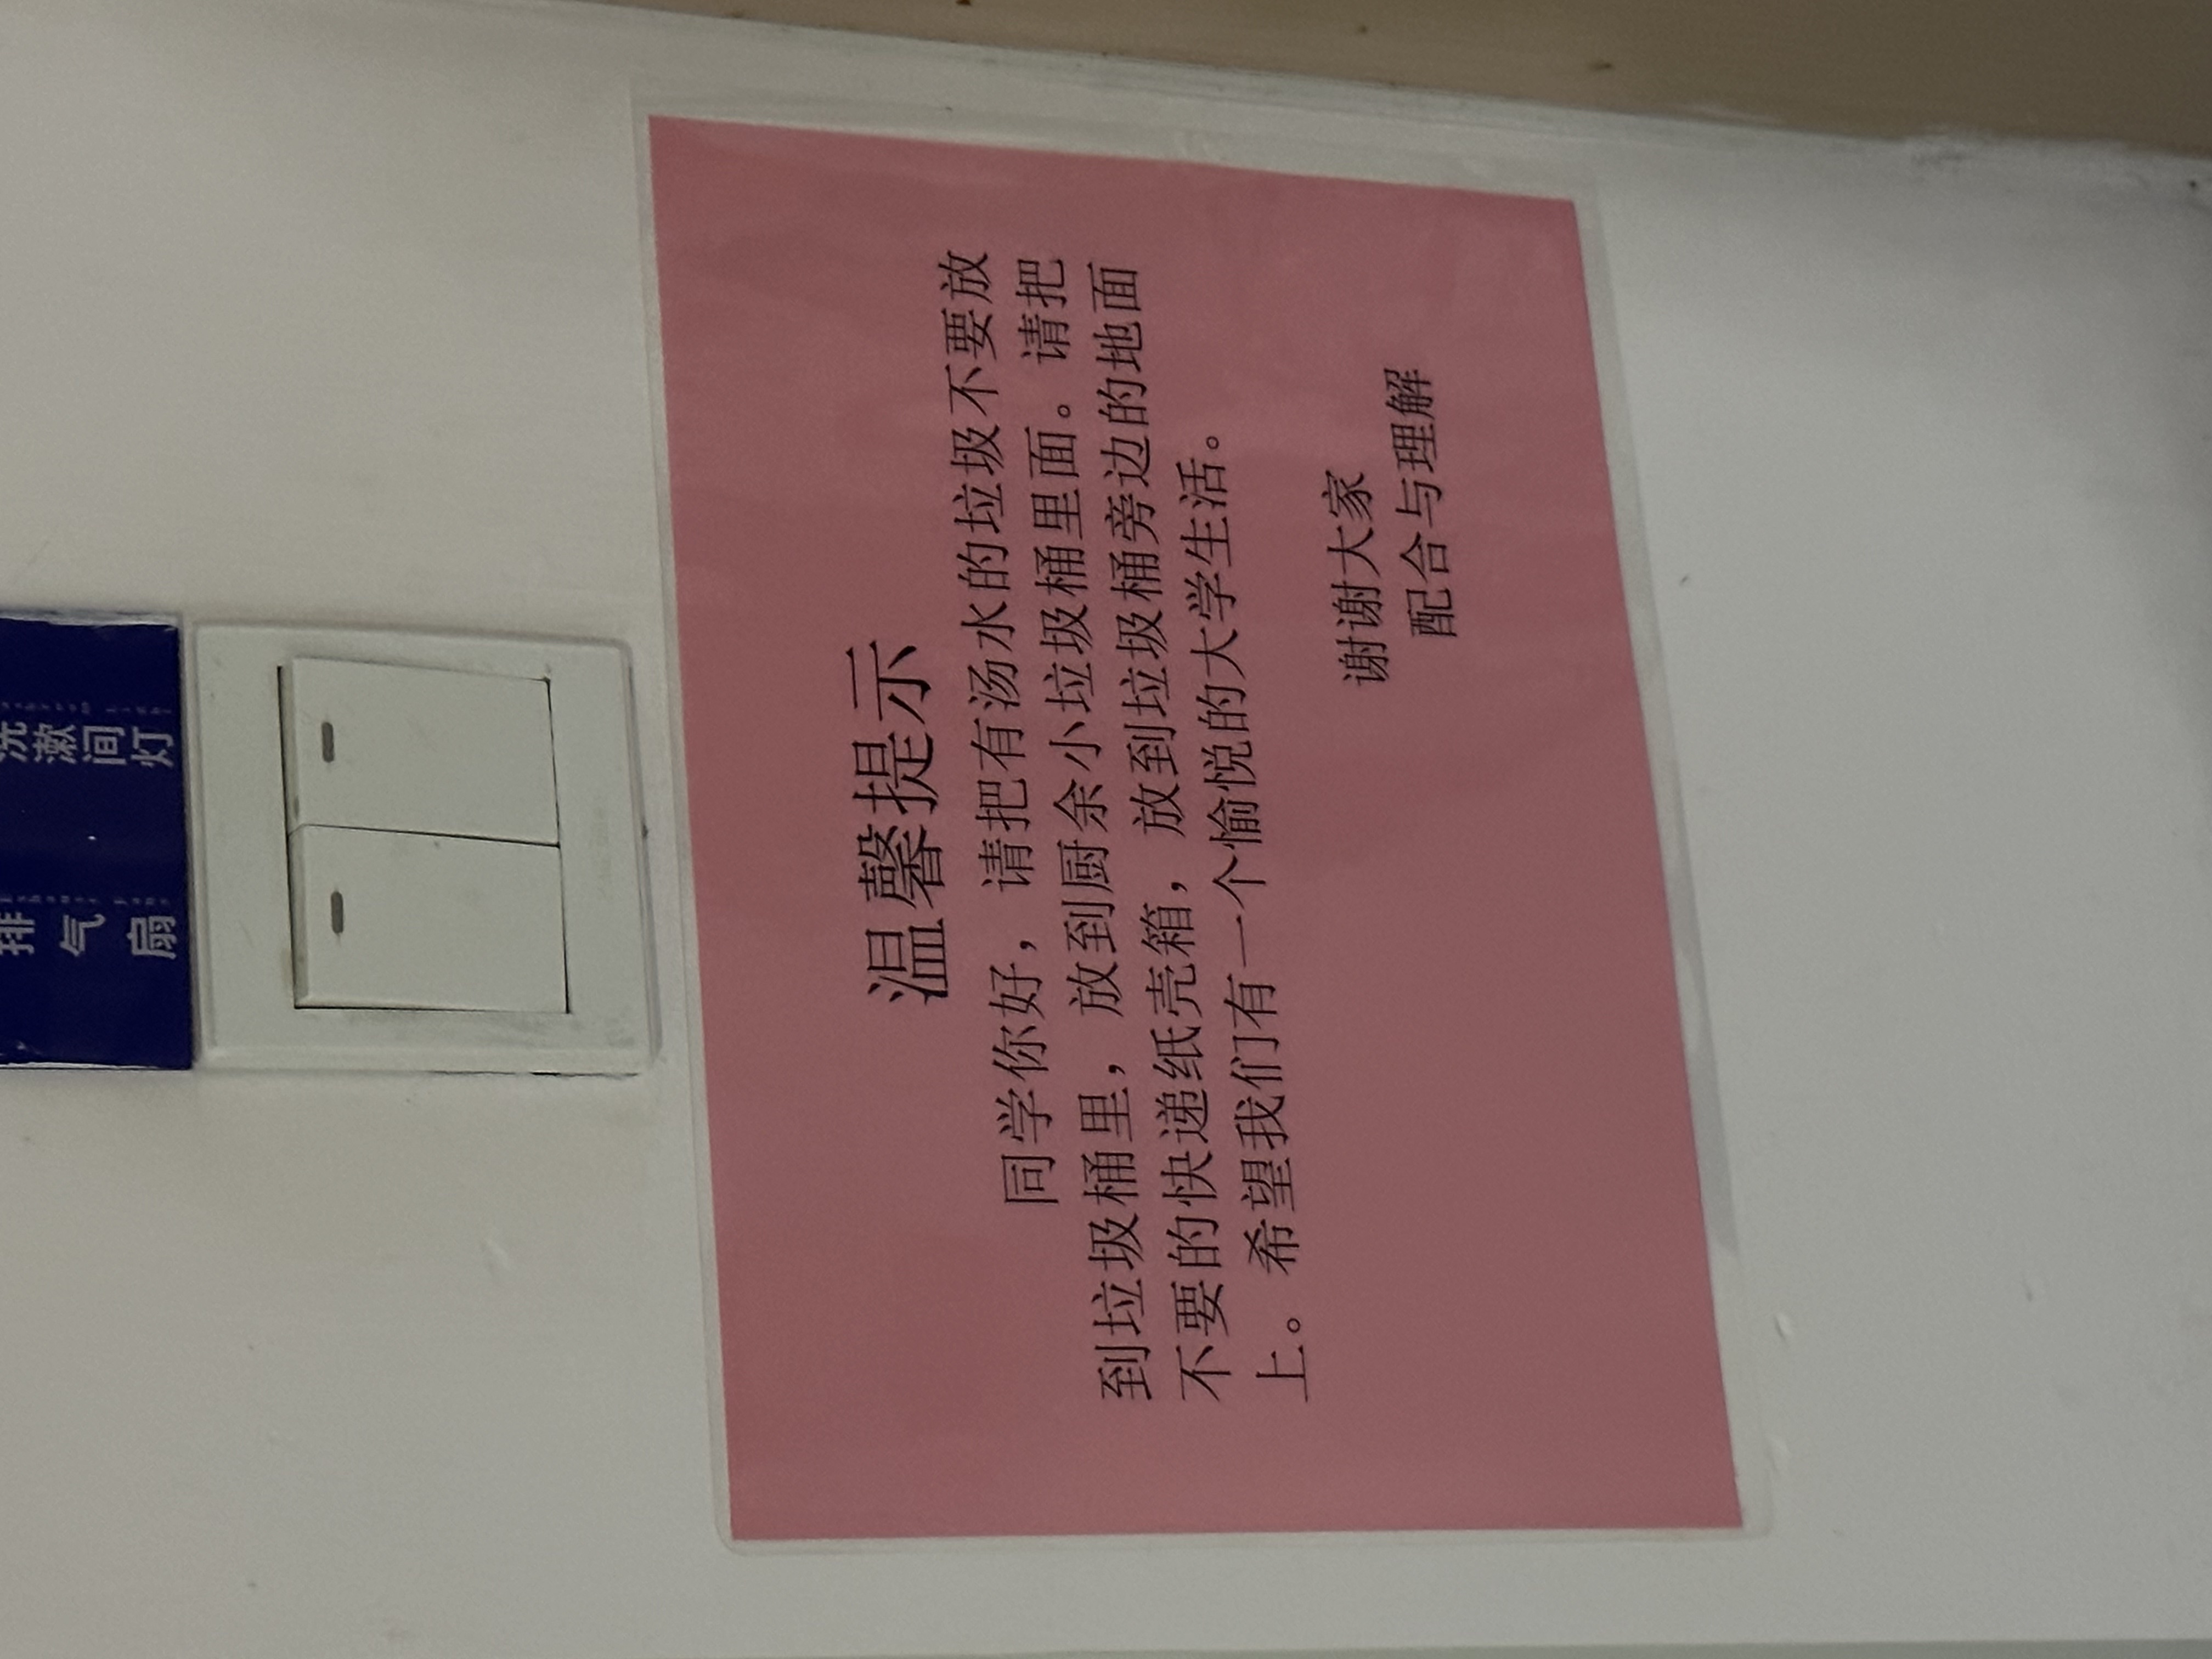 排气扇
洗漱间灯
温馨提示
同学你好，请把有汤水的垃圾不要放
到垃圾桶里，放到厨余小垃圾桶里面。请把
不要的快递纸壳箱，放到垃圾桶旁边的地面
上。希望我们有一个愉悦的大学生活。
谢谢大家
配合与理解